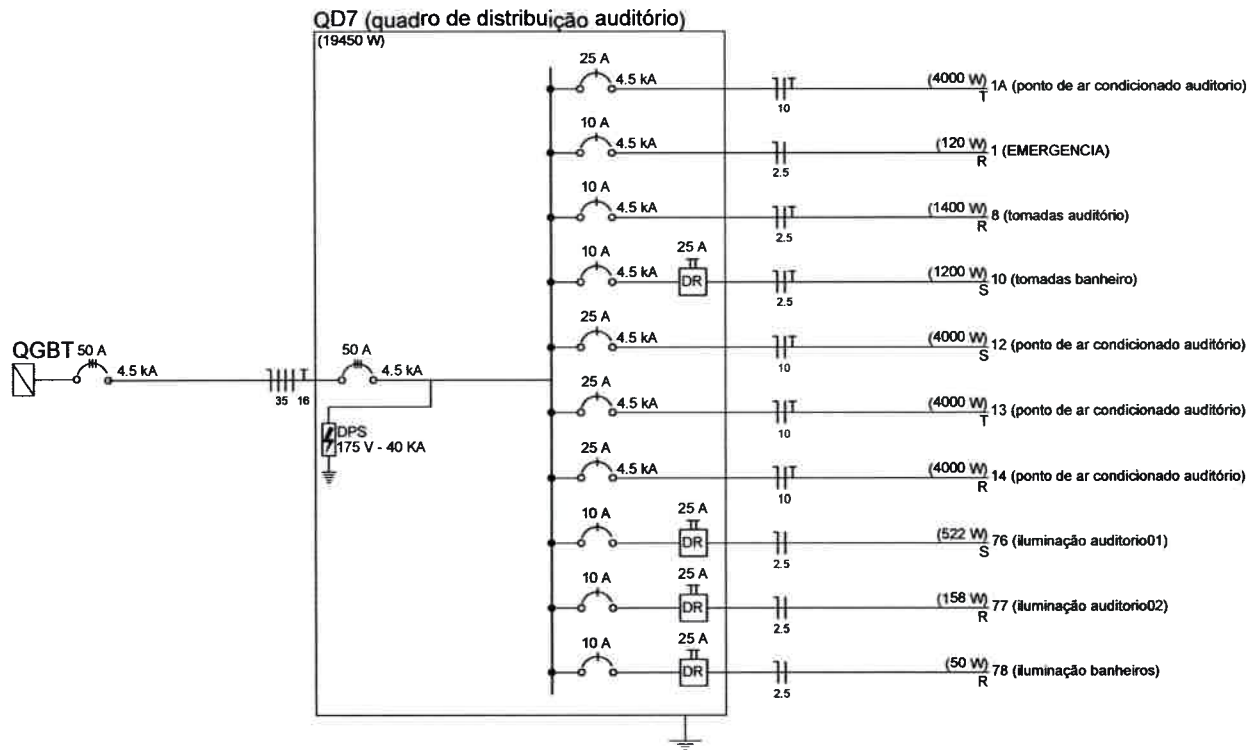 QD7 (quadro de distribuição auditório)
(19450 W)
25 A
4.5 kA
T
10
(4000 W)
T
1A (ponto de ar condicionado auditorio)
10 A
4.5 kA
2.5
(120 W)
R
1 (EMERGENCIA)
10 A
4.5 kA
T
2.5
(1400 W)
R
8 (tomadas auditório)
10 A
4.5 kA
25 A
DR
T
2.5
(1200 W)
S
10 (tomadas banheiro)
25 A
4.5 kA
T
10
(4000 W)
S
12 (ponto de ar condicionado auditório)
QGBT
50 A
4.5 kA
T
35
16
50 A
4.5 kA
DPS
175 V - 40 KA
25 A
4.5 kA
T
10
(4000 W)
T
13 (ponto de ar condicionado auditório)
25 A
4.5 kA
T
10
(4000 W)
R
14 (ponto de ar condicionado auditório)
10 A
25 A
DR
2.5
(522 W)
S
76 (iluminação auditorio01)
10 A
25 A
DR
2.5
(158 W)
R
77 (iluminação auditorio02)
10 A
25 A
DR
2.5
(50 W)
R
78 (iluminação banheiros)